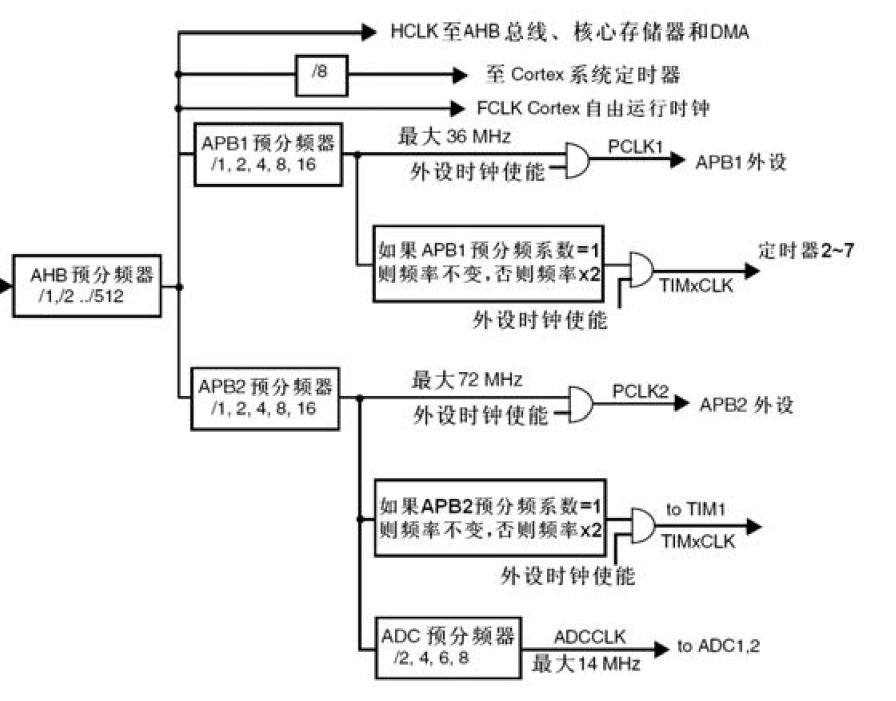 HCLK 至AHB 总线、核心存储器和DMA
/8
至 Cortex 系统定时器
FCLK Cortex 自由运行时钟
APB1 预分频器
/1, 2, 4, 8, 16
最大 36 MHz
外设时钟使能
PCLK1
APB1 外设
如果 APB1 预分频系数=1
则频率不变,否则频率x2
定时器2~7
TIMxCLK
外设时钟使能
AHB 预分频器
/1,/2 ../512
APB2 预分频器
/1, 2, 4, 8, 16
最大72 MHz
外设时钟使能
PCLK2
APB2 外设
如果APB2预分频系数=1
则频率不变,否则频率x2
to TIM1
TIMxCLK
外设时钟使能
ADC 预分频器
/2, 4, 6, 8
ADCCLK
最大14 MHz
to ADC1,2